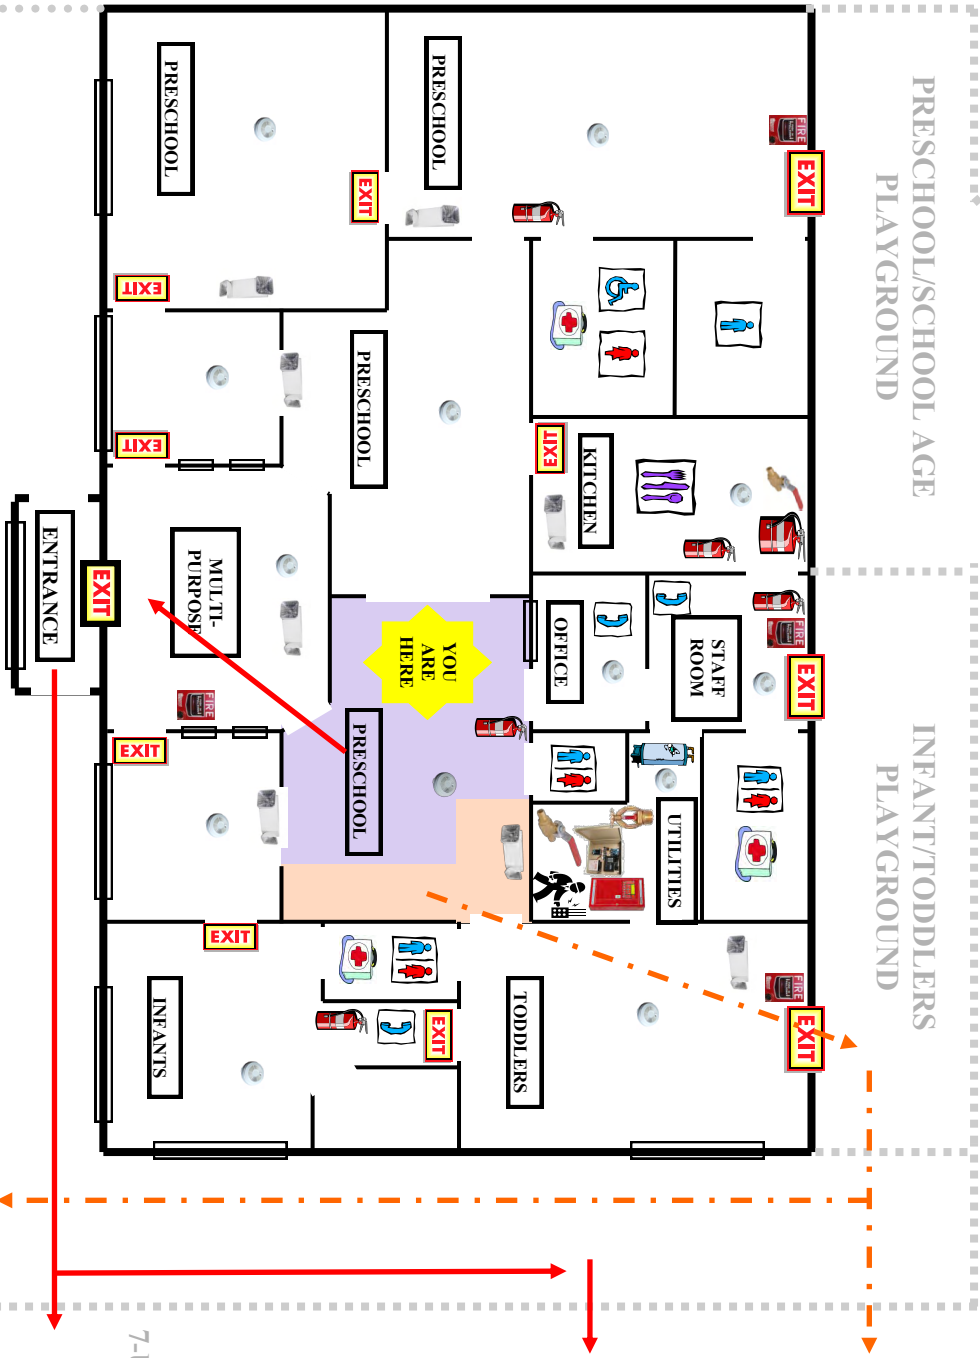 PRESCHOOL/SCHOOL AGE
PLAYGROUND
INFANT/TODDLERS
PLAYGROUND
FIRE
EXIT
PRESCHOOL
PRESCHOOL
EXIT
EXIT
EXIT
PRESCHOOL
EXIT
KITCHEN
FIRE
EXIT
STAFF
ROOM
OFFICE
YOU
ARE
HERE
MULTI-
PURPOSE
ENTRANCE
EXIT
FIRE
EXIT
PRESCHOOL
UTILITIES
EXIT
INFANTS
EXIT
TODDLERS
FIRE
EXIT